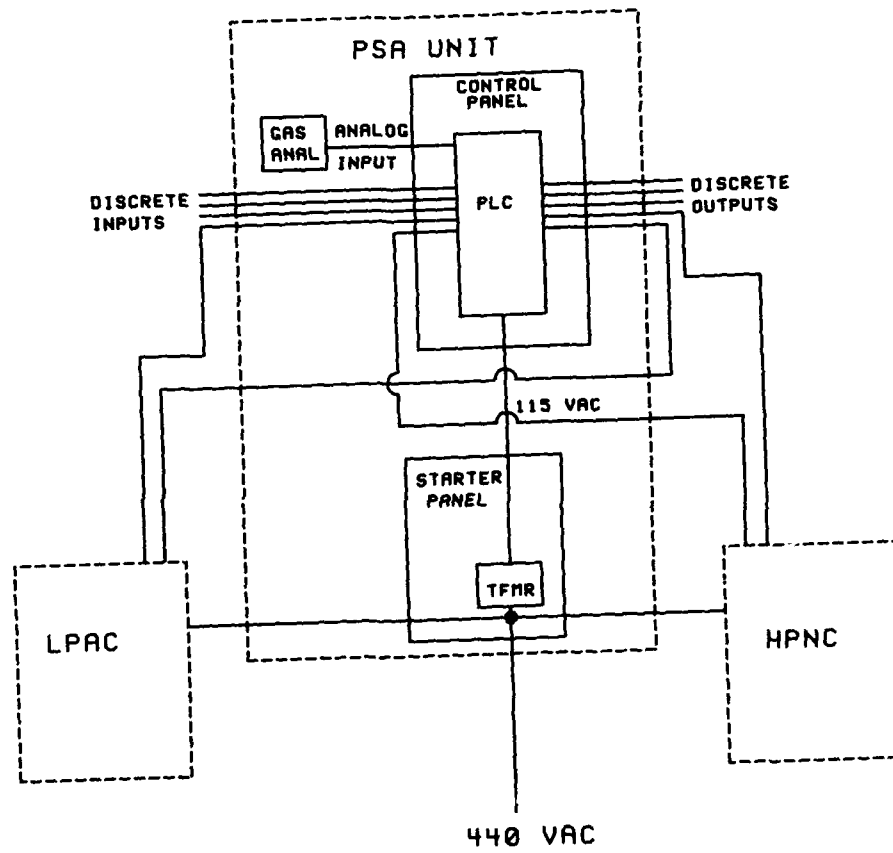 PSA UNIT
CONTROL
PANEL
GAS
ANAL
ANALOG
INPUT
DISCRETE
INPUTS
PLC
DISCRETE
OUTPUTS
115 VAC
STARTER
PANEL
TFMR
LPAC
HPNC
440 VAC